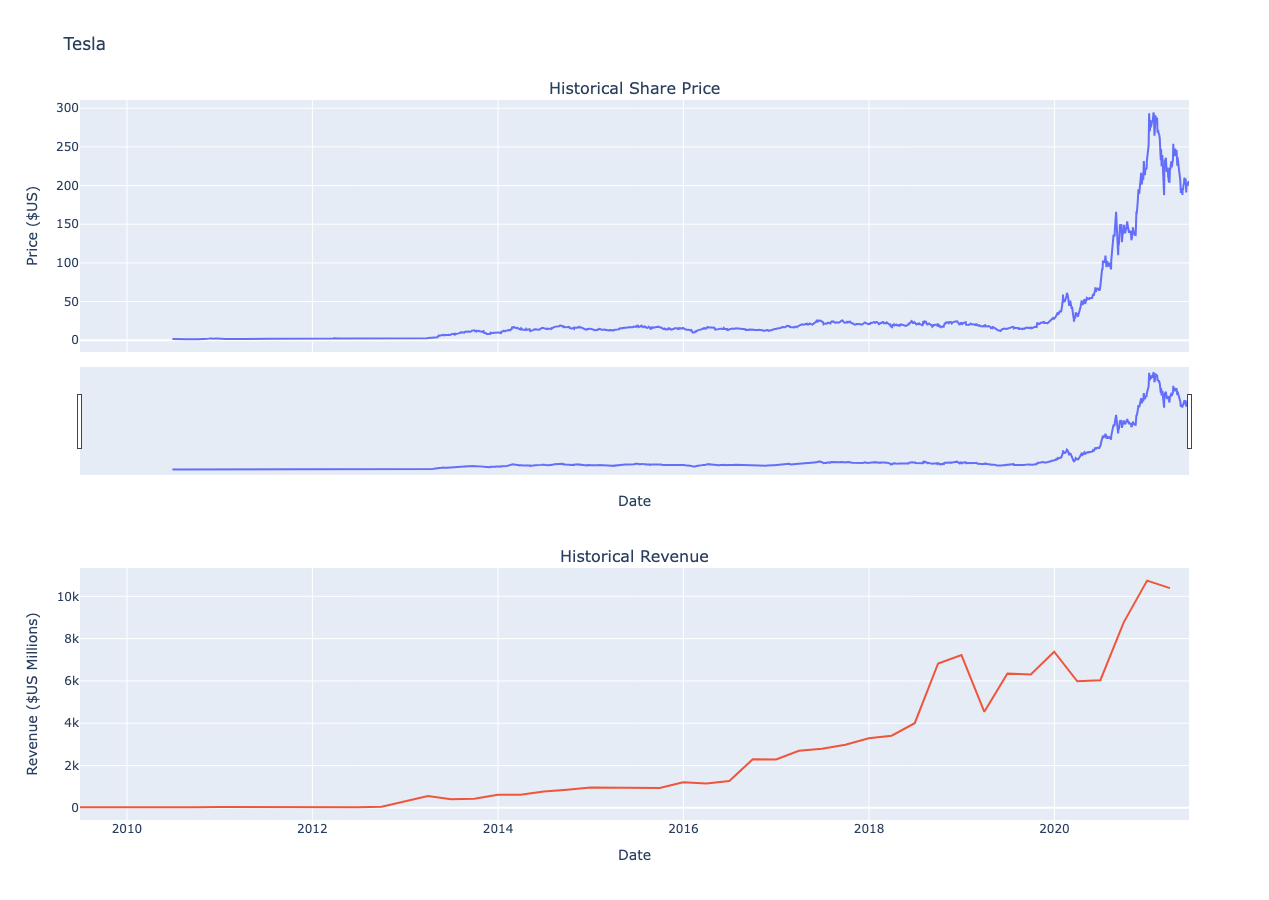 Tesla
Historical Share Price
Price ($US)
300
250
200
150
100
50
0
Date
Historical Revenue
Revenue ($US Millions)
10k
8k
6k
4k
2k
0
2010 2012 2014 2016 2018 2020
Date